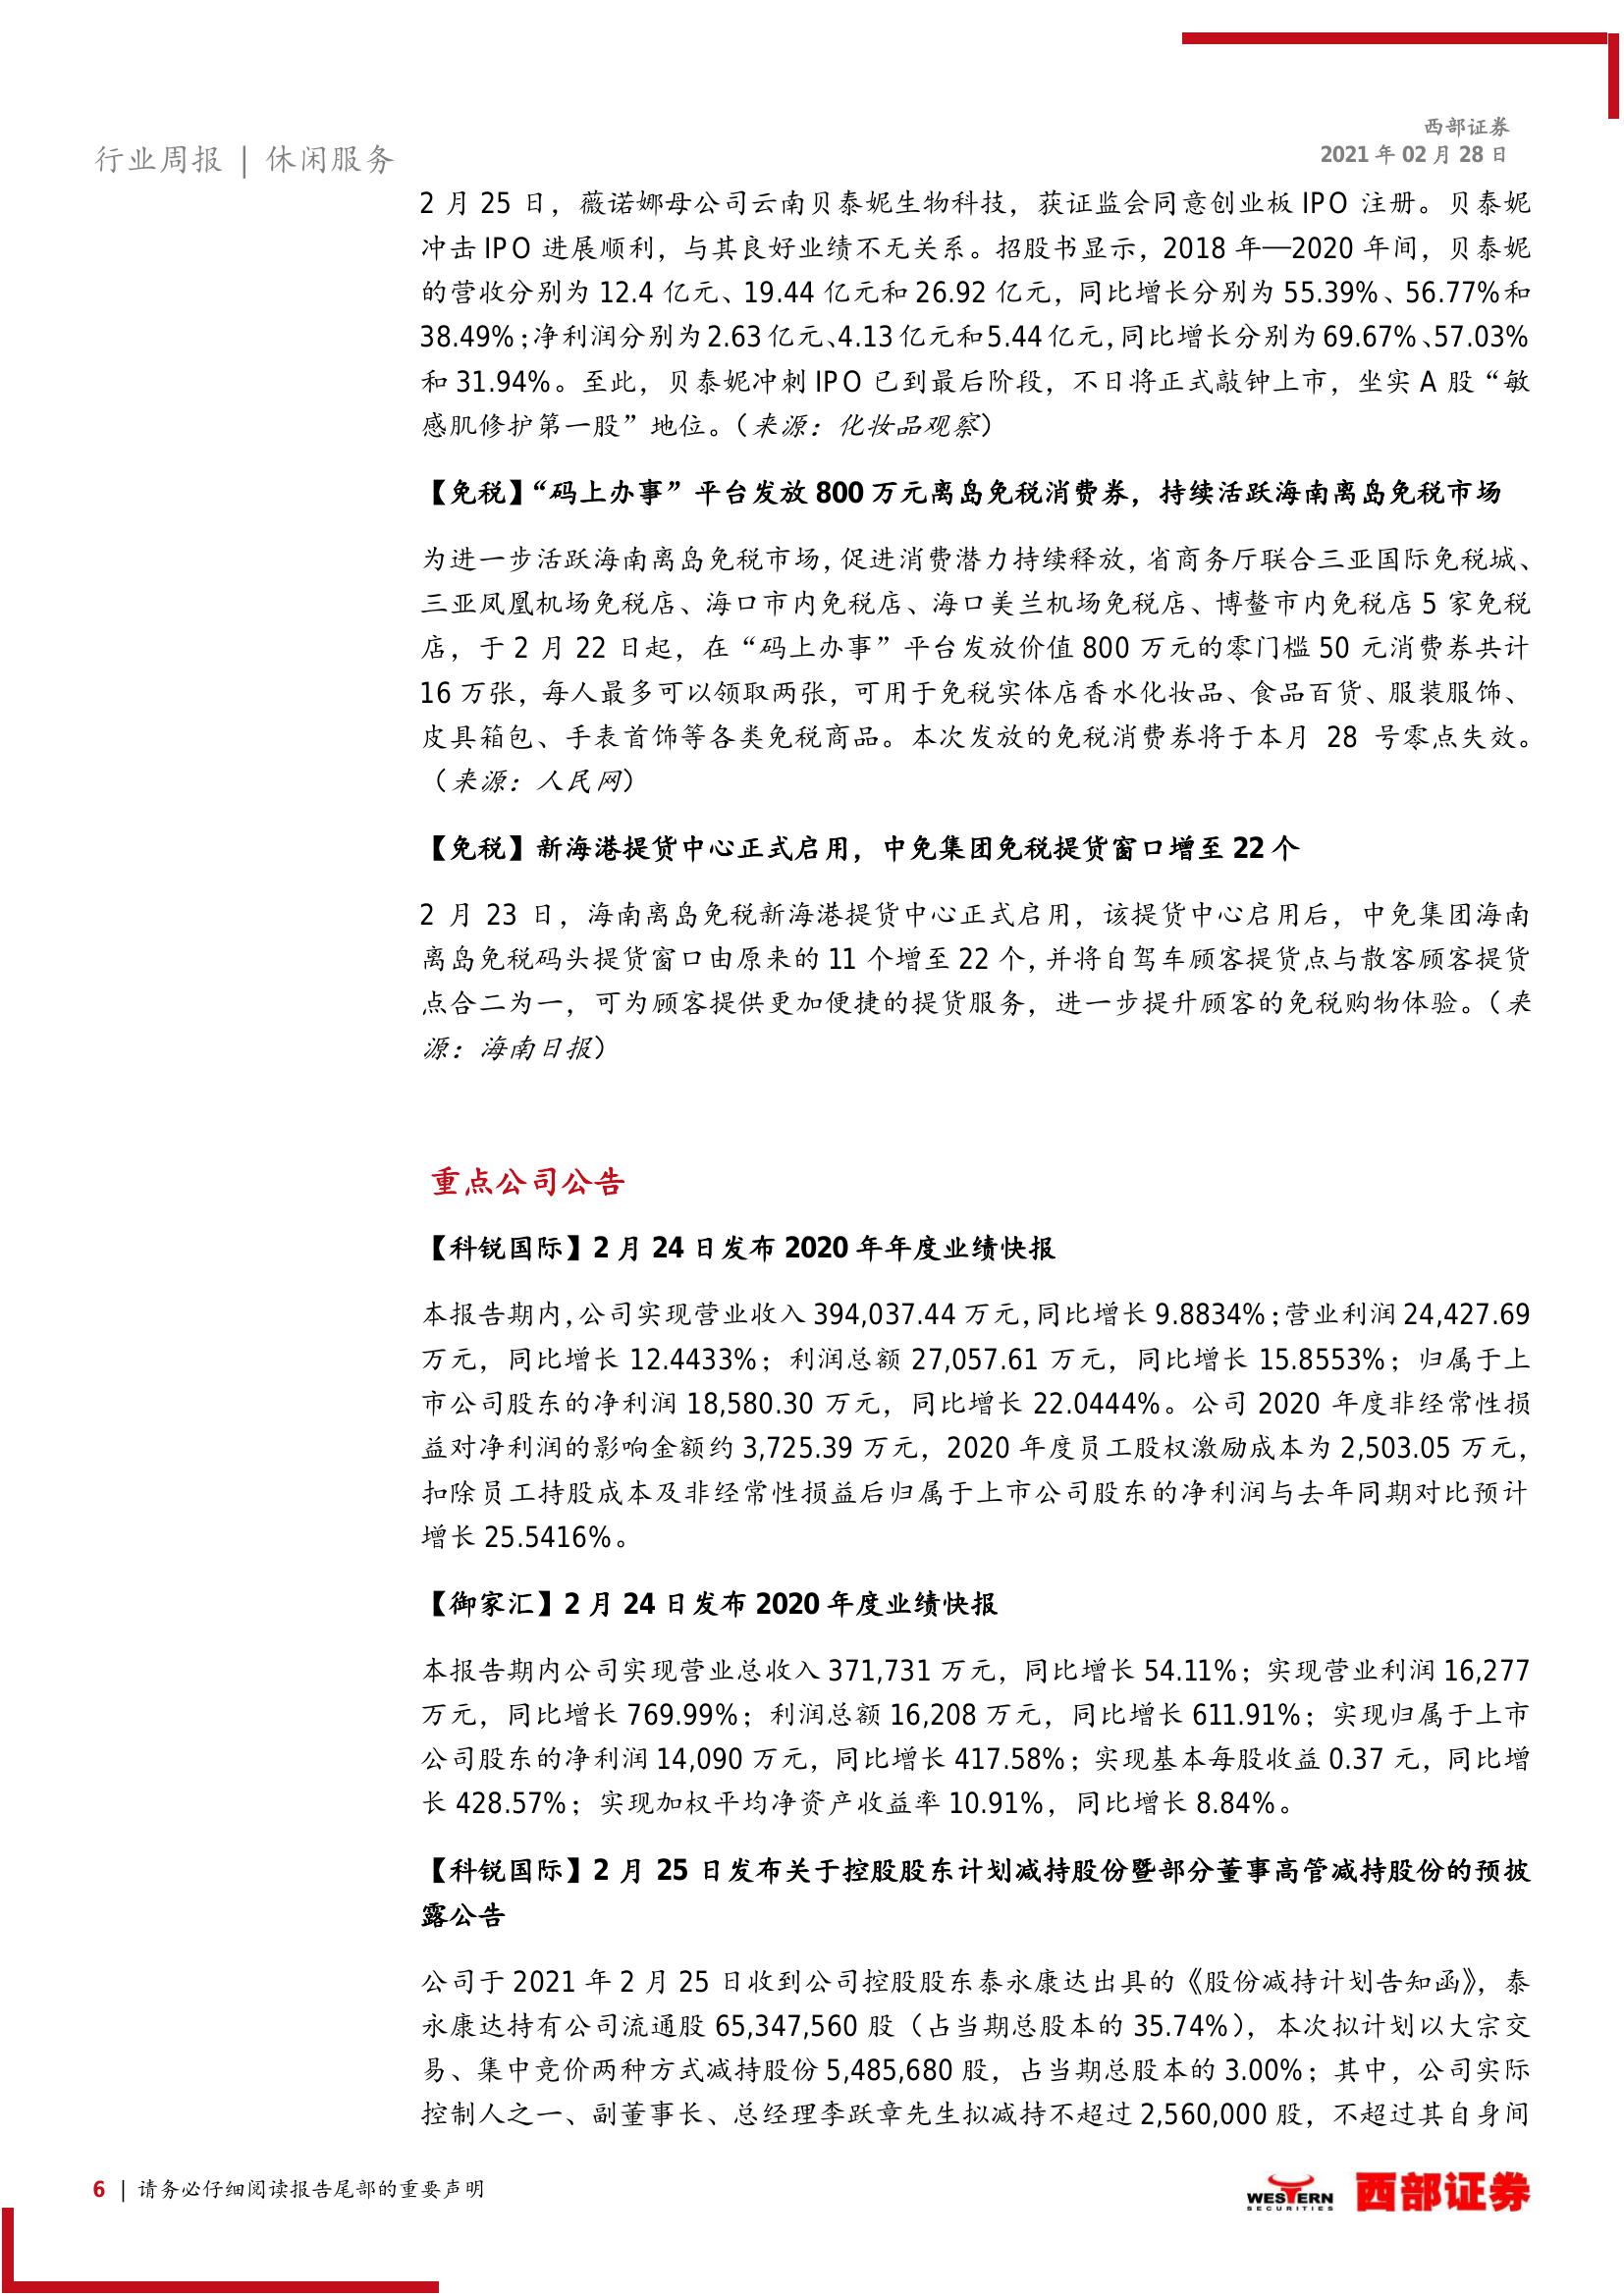 西部证券
2021 年 02 月 28 日
行业周报 | 休闲服务
2 月 25 日，薇诺娜母公司云南贝泰妮生物科技，获证监会同意创业板 IPO 注册。贝泰妮
冲击 IPO 进展顺利，与其良好业绩不无关系。招股书显示，2018 年—2020 年间，贝泰妮
的营收分别为 12.4 亿元、19.44 亿元和 26.92 亿元，同比增长分别为 55.39%、56.77%和
38.49%；净利润分别为 2.63 亿元、4.13 亿元和 5.44 亿元，同比增长分别为 69.67%、57.03%
和 31.94%。至此，贝泰妮冲刺 IPO 已到最后阶段，不日将正式敲钟上市，坐实 A 股“敏
感肌修护第一股”地位。（来源：化妆品观察）
【免税】“码上办事”平台发放 800 万元离岛免税消费券，持续活跃海南离岛免税市场
为进一步活跃海南离岛免税市场，促进消费潜力持续释放，省商务厅联合三亚国际免税城、
三亚凤凰机场免税店、海口市内免税店、海口美兰机场免税店、博鳌市内免税店 5 家免税
店，于 2 月 22 日起，在“码上办事”平台发放价值 800 万元的零门槛 50 元消费券共计
16 万张，每人最多可以领取两张，可用于免税实体店香水化妆品、食品百货、服装服饰、
皮具箱包、手表首饰等各类免税商品。本次发放的免税消费券将于本月 28 号零点失效。
（来源：人民网）
【免税】新海港提货中心正式启用，中免集团免税提货窗口增至 22 个
2 月 23 日，海南离岛免税新海港提货中心正式启用，该提货中心启用后，中免集团海南
离岛免税码头提货窗口由原来的 11 个增至 22 个，并将自驾车顾客提货点与散客顾客提货
点合二为一，可为顾客提供更加便捷的提货服务，进一步提升顾客的免税购物体验。（来
源：海南日报）
重点公司公告
【科锐国际】2 月 24 日发布 2020 年年度业绩快报
本报告期内，公司实现营业收入 394,037.44 万元，同比增长 9.8834%；营业利润 24,427.69
万元，同比增长 12.4433%；利润总额 27,057.61 万元，同比增长 15.8553%；归属于上
市公司股东的净利润 18,580.30 万元，同比增长 22.0444%。公司 2020 年度非经常性损
益对净利润的影响金额约 3,725.39 万元，2020 年度员工股权激励成本为 2,503.05 万元，
扣除员工持股成本及非经常性损益后归属于上市公司股东的净利润与去年同期对比预计
增长 25.5416%。
【御家汇】2 月 24 日发布 2020 年度业绩快报
本报告期内公司实现营业总收入 371,731 万元，同比增长 54.11%；实现营业利润 16,277
万元，同比增长 769.99%；利润总额 16,208 万元，同比增长 611.91%；实现归属于上市
公司股东的净利润 14,090 万元，同比增长 417.58%；实现基本每股收益 0.37 元，同比增
长 428.57%；实现加权平均净资产收益率 10.91%，同比增长 8.84%。
【科锐国际】2 月 25 日发布关于控股股东计划减持股份暨部分董事高管减持股份的预披
露公告
公司于 2021 年 2 月 25 日收到公司控股股东泰永康达出具的《股份减持计划告知函》，泰
永康达持有公司流通股 65,347,560 股（占当期总股本的 35.74%），本次拟计划以大宗交
易、集中竞价两种方式减持股份 5,485,680 股，占当期总股本的 3.00%；其中，公司实际
控制人之一、副董事长、总经理李跃章先生拟减持不超过 2,560,000 股，不超过其自身间
6 | 请务必仔细阅读报告尾部的重要声明
WESTERN
SECURITIES
西部证券